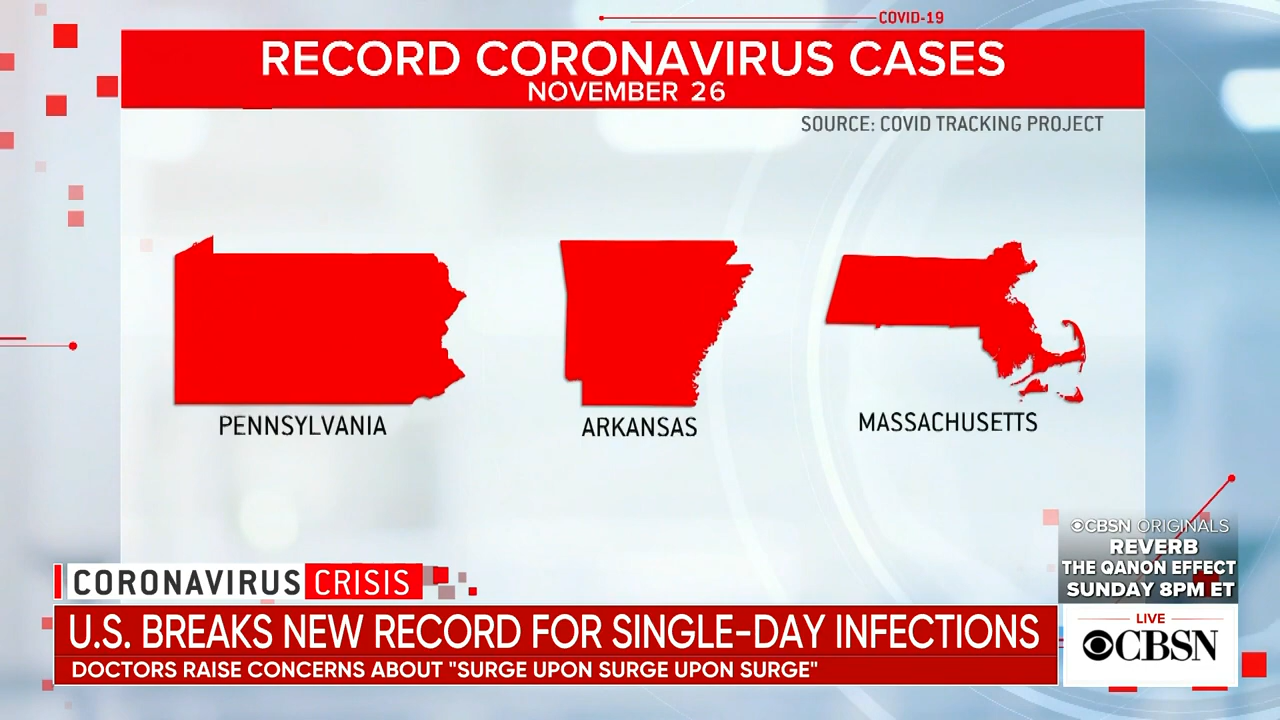 COVID-19
RECORD CORONAVIRUS CASES
NOVEMBER 26
SOURCE: COVID TRACKING PROJECT
PENNSYLVANIA
ARKANSAS
MASSACHUSETTS
CBSN ORIGINALS
REVERB
THE QANON EFFECT
SUNDAY 8PM ET
CORONAVIRUS CRISIS
U.S. BREAKS NEW RECORD FOR SINGLE-DAY INFECTIONS
DOCTORS RAISE CONCERNS ABOUT "SURGE UPON SURGE UPON SURGE"
LIVE
CBSN